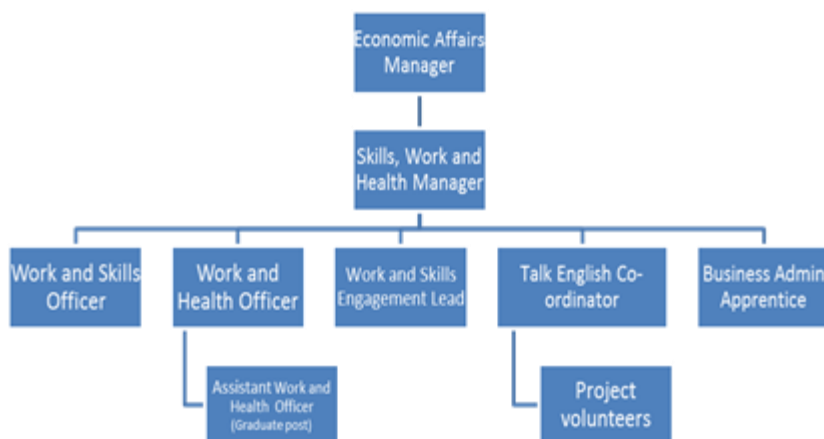 Economic Affairs
Manager
Skills, Work and
Health Manager
Work and Skills
Officer
Work and
Health Officer
Work and Skills
Engagement Lead
Talk English Co-
ordinator
Business Admin
Apprentice
Assistant Work and
Health Officer
(Graduate post)
Project
volunteers